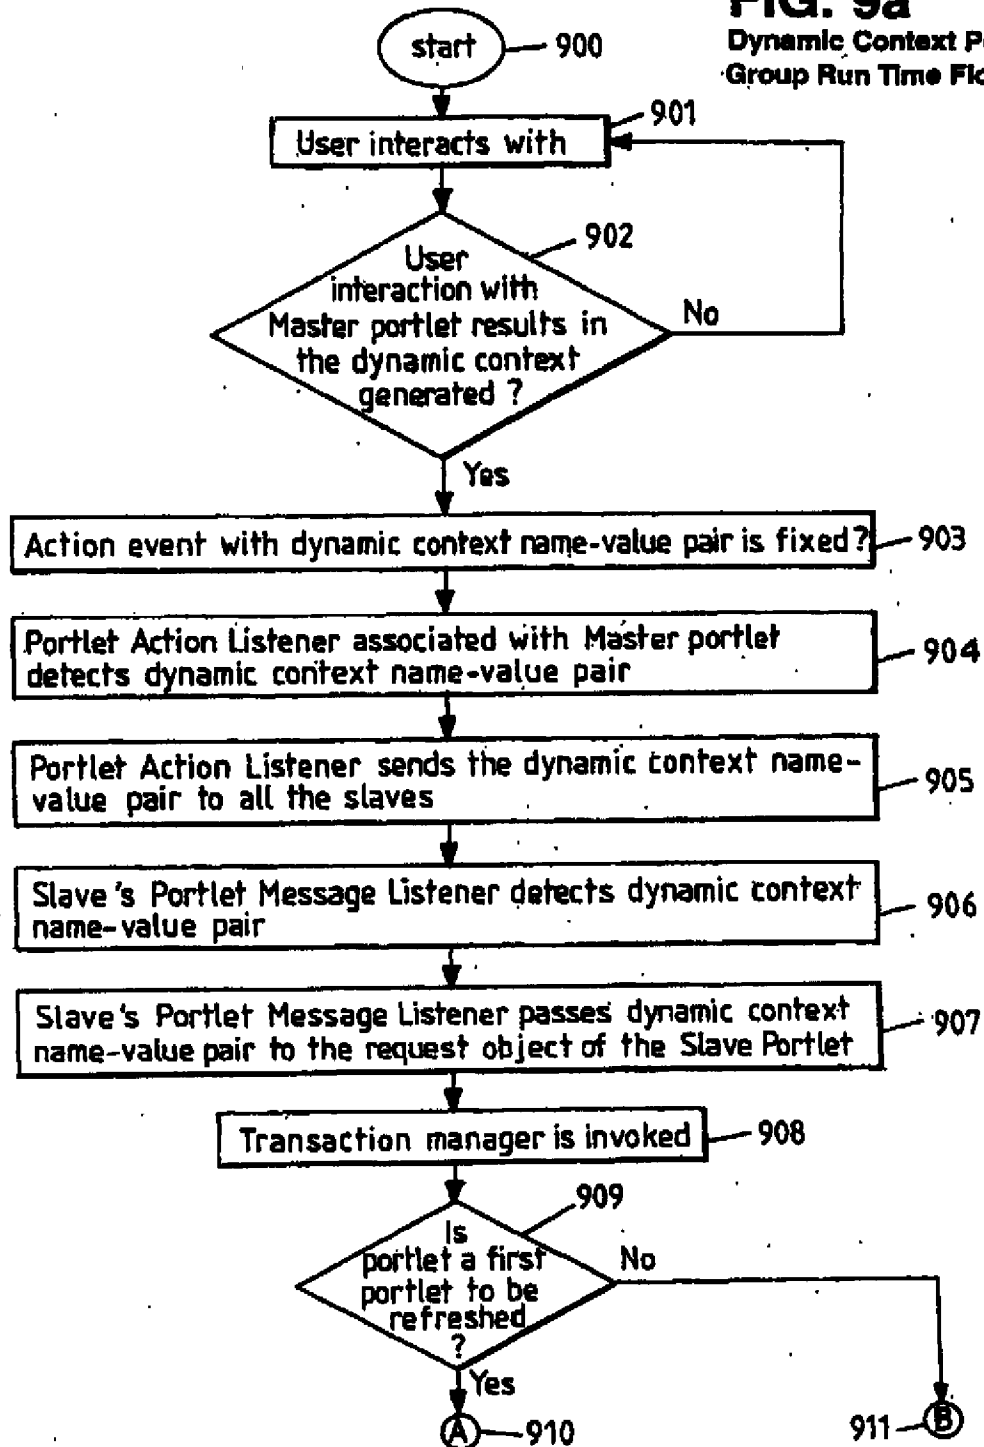 FIG. 9a
Dynamic Context
Group Run Time
start
900
901
User interacts with
902
User
interaction with
Master portlet results in
the dynamic context
generated ?
No
Yes
Action event with dynamic context name-value pair is fixed?
903
Portlet Action Listener associated with Master portlet
detects dynamic context name-value pair
904
Portlet Action Listener sends the dynamic context name-
value pair to all the slaves
905
Slave's Portlet Message Listener detects dynamic context
name-value pair
906
Slave's Portlet Message Listener passes dynamic context
name-value pair to the request object of the Slave Portlet
907
Transaction manager is invoked
908
909
Is
portlet a first
portlet to be
refreshed
?
No
Yes
A
910
911
B